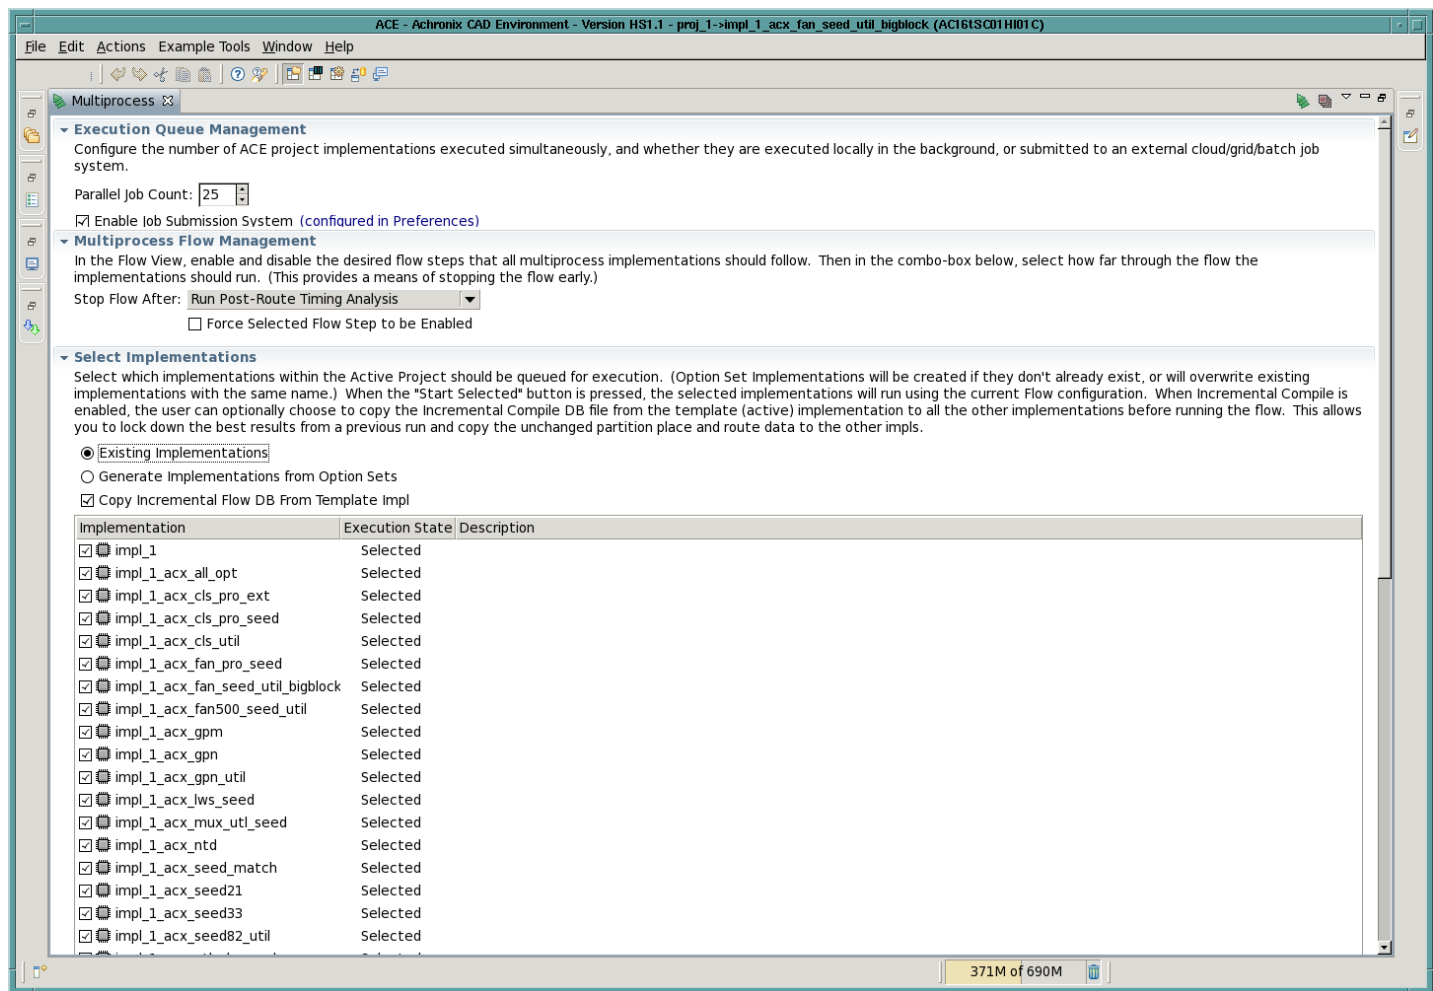 ACE - Achronix CAD Environment - Version HS1.1 - proj_1->impl_1_acx_fan_seed_util_bigblock (AC16tSC01HI01C)
File Edit Actions Example Tools Window Help
Multiprocess
Execution Queue Management
Configure the number of ACE project implementations executed simultaneously, and whether they are executed locally in the background, or submitted to an external cloud/grid/batch job
system.
Parallel Job Count: 25
Enable Job Submission System (configured in Preferences)
Multiprocess Flow Management
In the Flow View, enable and disable the desired flow steps that all multiprocess implementations should follow. Then in the combo-box below, select how far through the flow the
implementations should run. (This provides a means of stopping the flow early.)
Stop Flow After: Run Post-Route Timing Analysis
Force Selected Flow Step to be Enabled
Select Implementations
Select which implementations within the Active Project should be queued for execution. (Option Set Implementations will be created if they don't already exist, or will overwrite existing
implementations with the same name.) When the "Start Selected" button is pressed, the selected implementations will run using the current Flow configuration. When Incremental Compile is
enabled, the user can optionally choose to copy the Incremental Compile DB file from the template (active) implementation to all the other implementations before running the flow. This allows
you to lock down the best results from a previous run and copy the unchanged partition place and route data to the other impls.
Existing Implementations
Generate Implementations from Option Sets
Copy Incremental Flow DB From Template Impl
Implementation Execution State Description
impl_1 Selected
impl_1_acx_all_opt Selected
impl_1_acx_cls_pro_ext Selected
impl_1_acx_cls_pro_seed Selected
impl_1_acx_cls_util Selected
impl_1_acx_fan_pro_seed Selected
impl_1_acx_fan_seed_util_bigblock Selected
impl_1_acx_fan500_seed_util Selected
impl_1_acx_gpm Selected
impl_1_acx_gpn Selected
impl_1_acx_gpn_util Selected
impl_1_acx_lws_seed Selected
impl_1_acx_mux_utl_seed Selected
impl_1_acx_ntd Selected
impl_1_acx_seed_match Selected
impl_1_acx_seed21 Selected
impl_1_acx_seed33 Selected
impl_1_acx_seed82_util Selected
371M of 690M